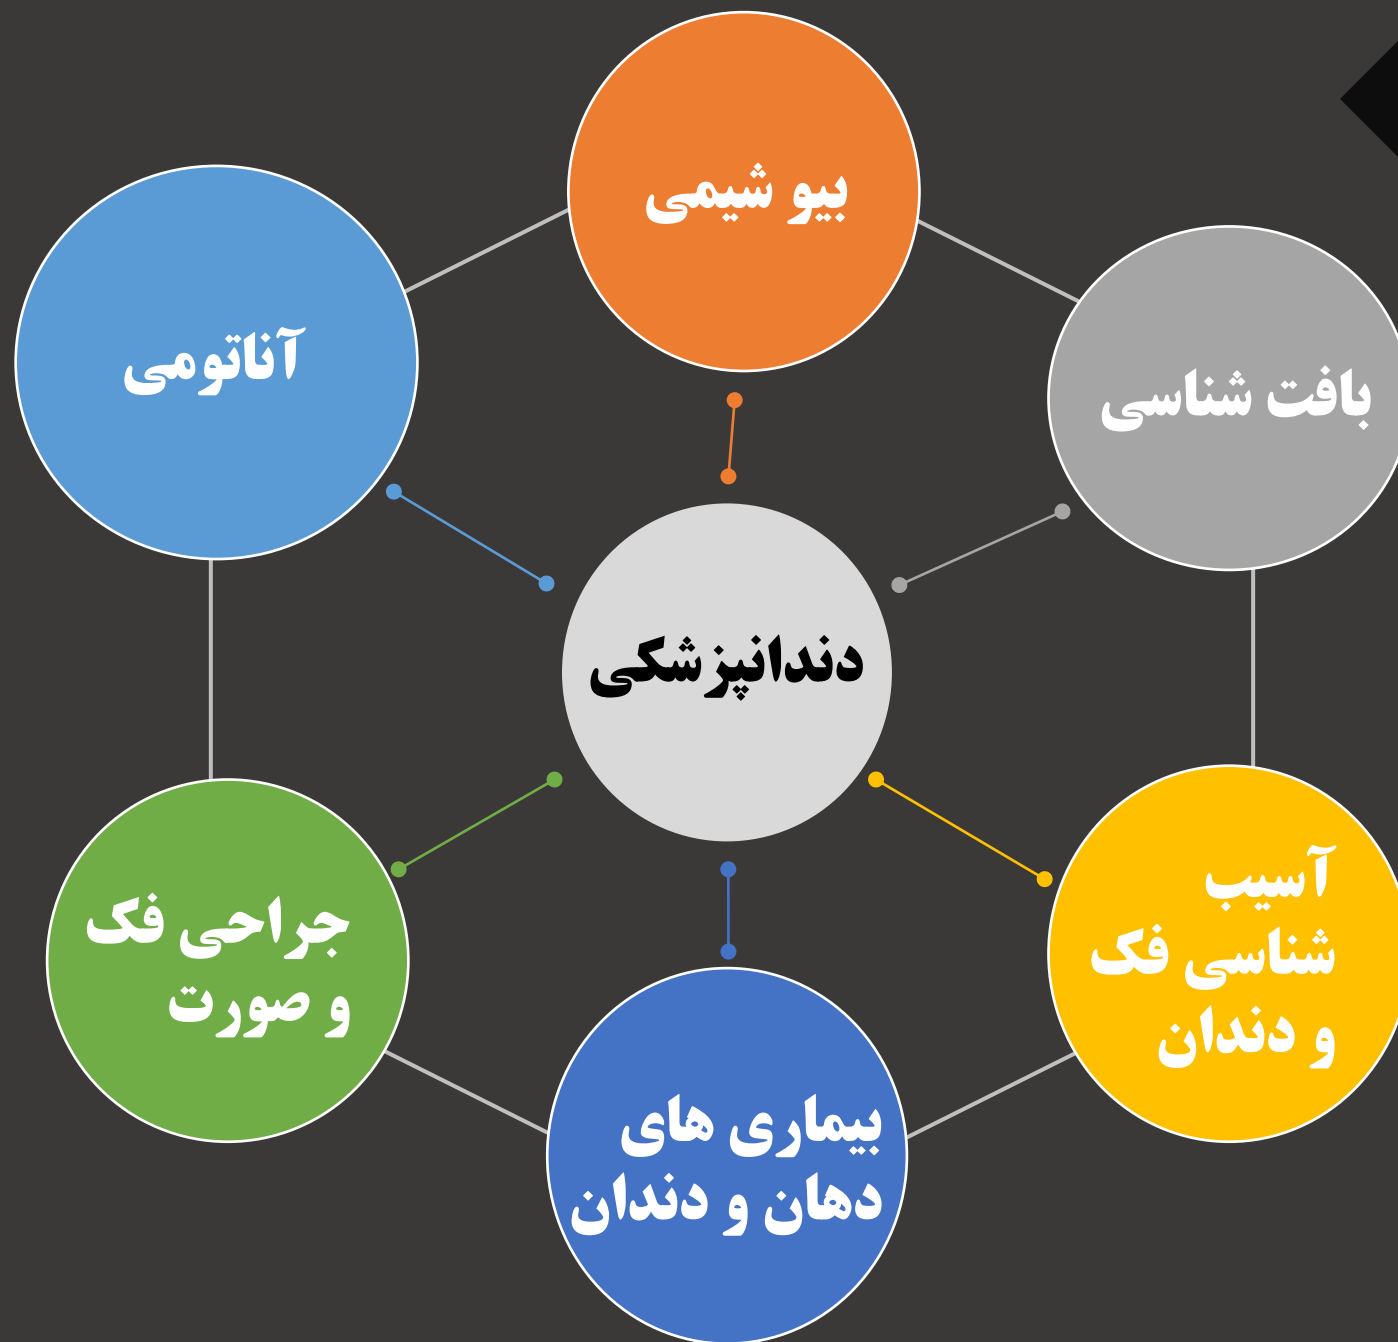 بیو شیمی
آناتومی
بافت شناسی
دندانپزشکی
آسیب
شناسی فک
و دندان
جراحی فک
و صورت
بیماری های
دهان و دندان